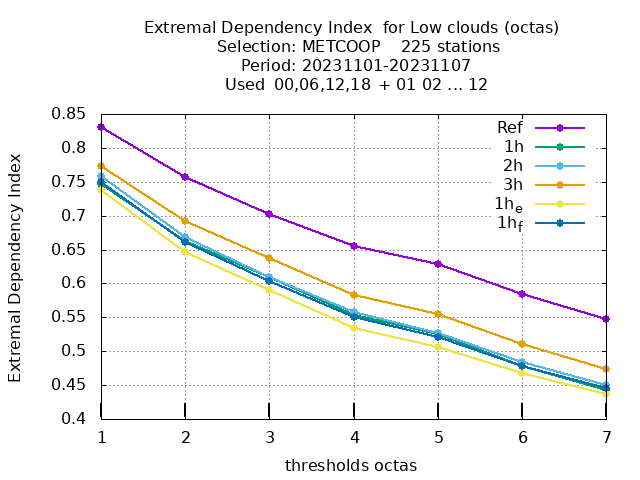 Extremal Dependency Index  for Low clouds (octas)
Selection: METCOOP    225 stations
Period: 20231101-20231107
Used  00,06,12,18 + 01 02 ... 12
Extremal Dependency Index
0.85
0.8
0.75
0.7
0.65
0.6
0.55
0.5
0.45
0.4
Ref
1h
2h
3h
1he
1hf
1 2 3 4 5 6 7
thresholds octas